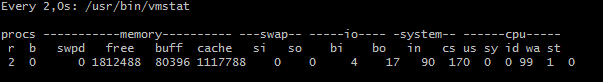 Every 2,0s: /usr/bin/vmstat
procs -----------memory---------- ---swap-- -----io---- -system-- ------cpu-----
r b swpd free buff cache si so bi bo in cs us sy id wa st
2 0 0 1812488 80396 1117788 0 0 4 17 90 170 0 0 99 1 0